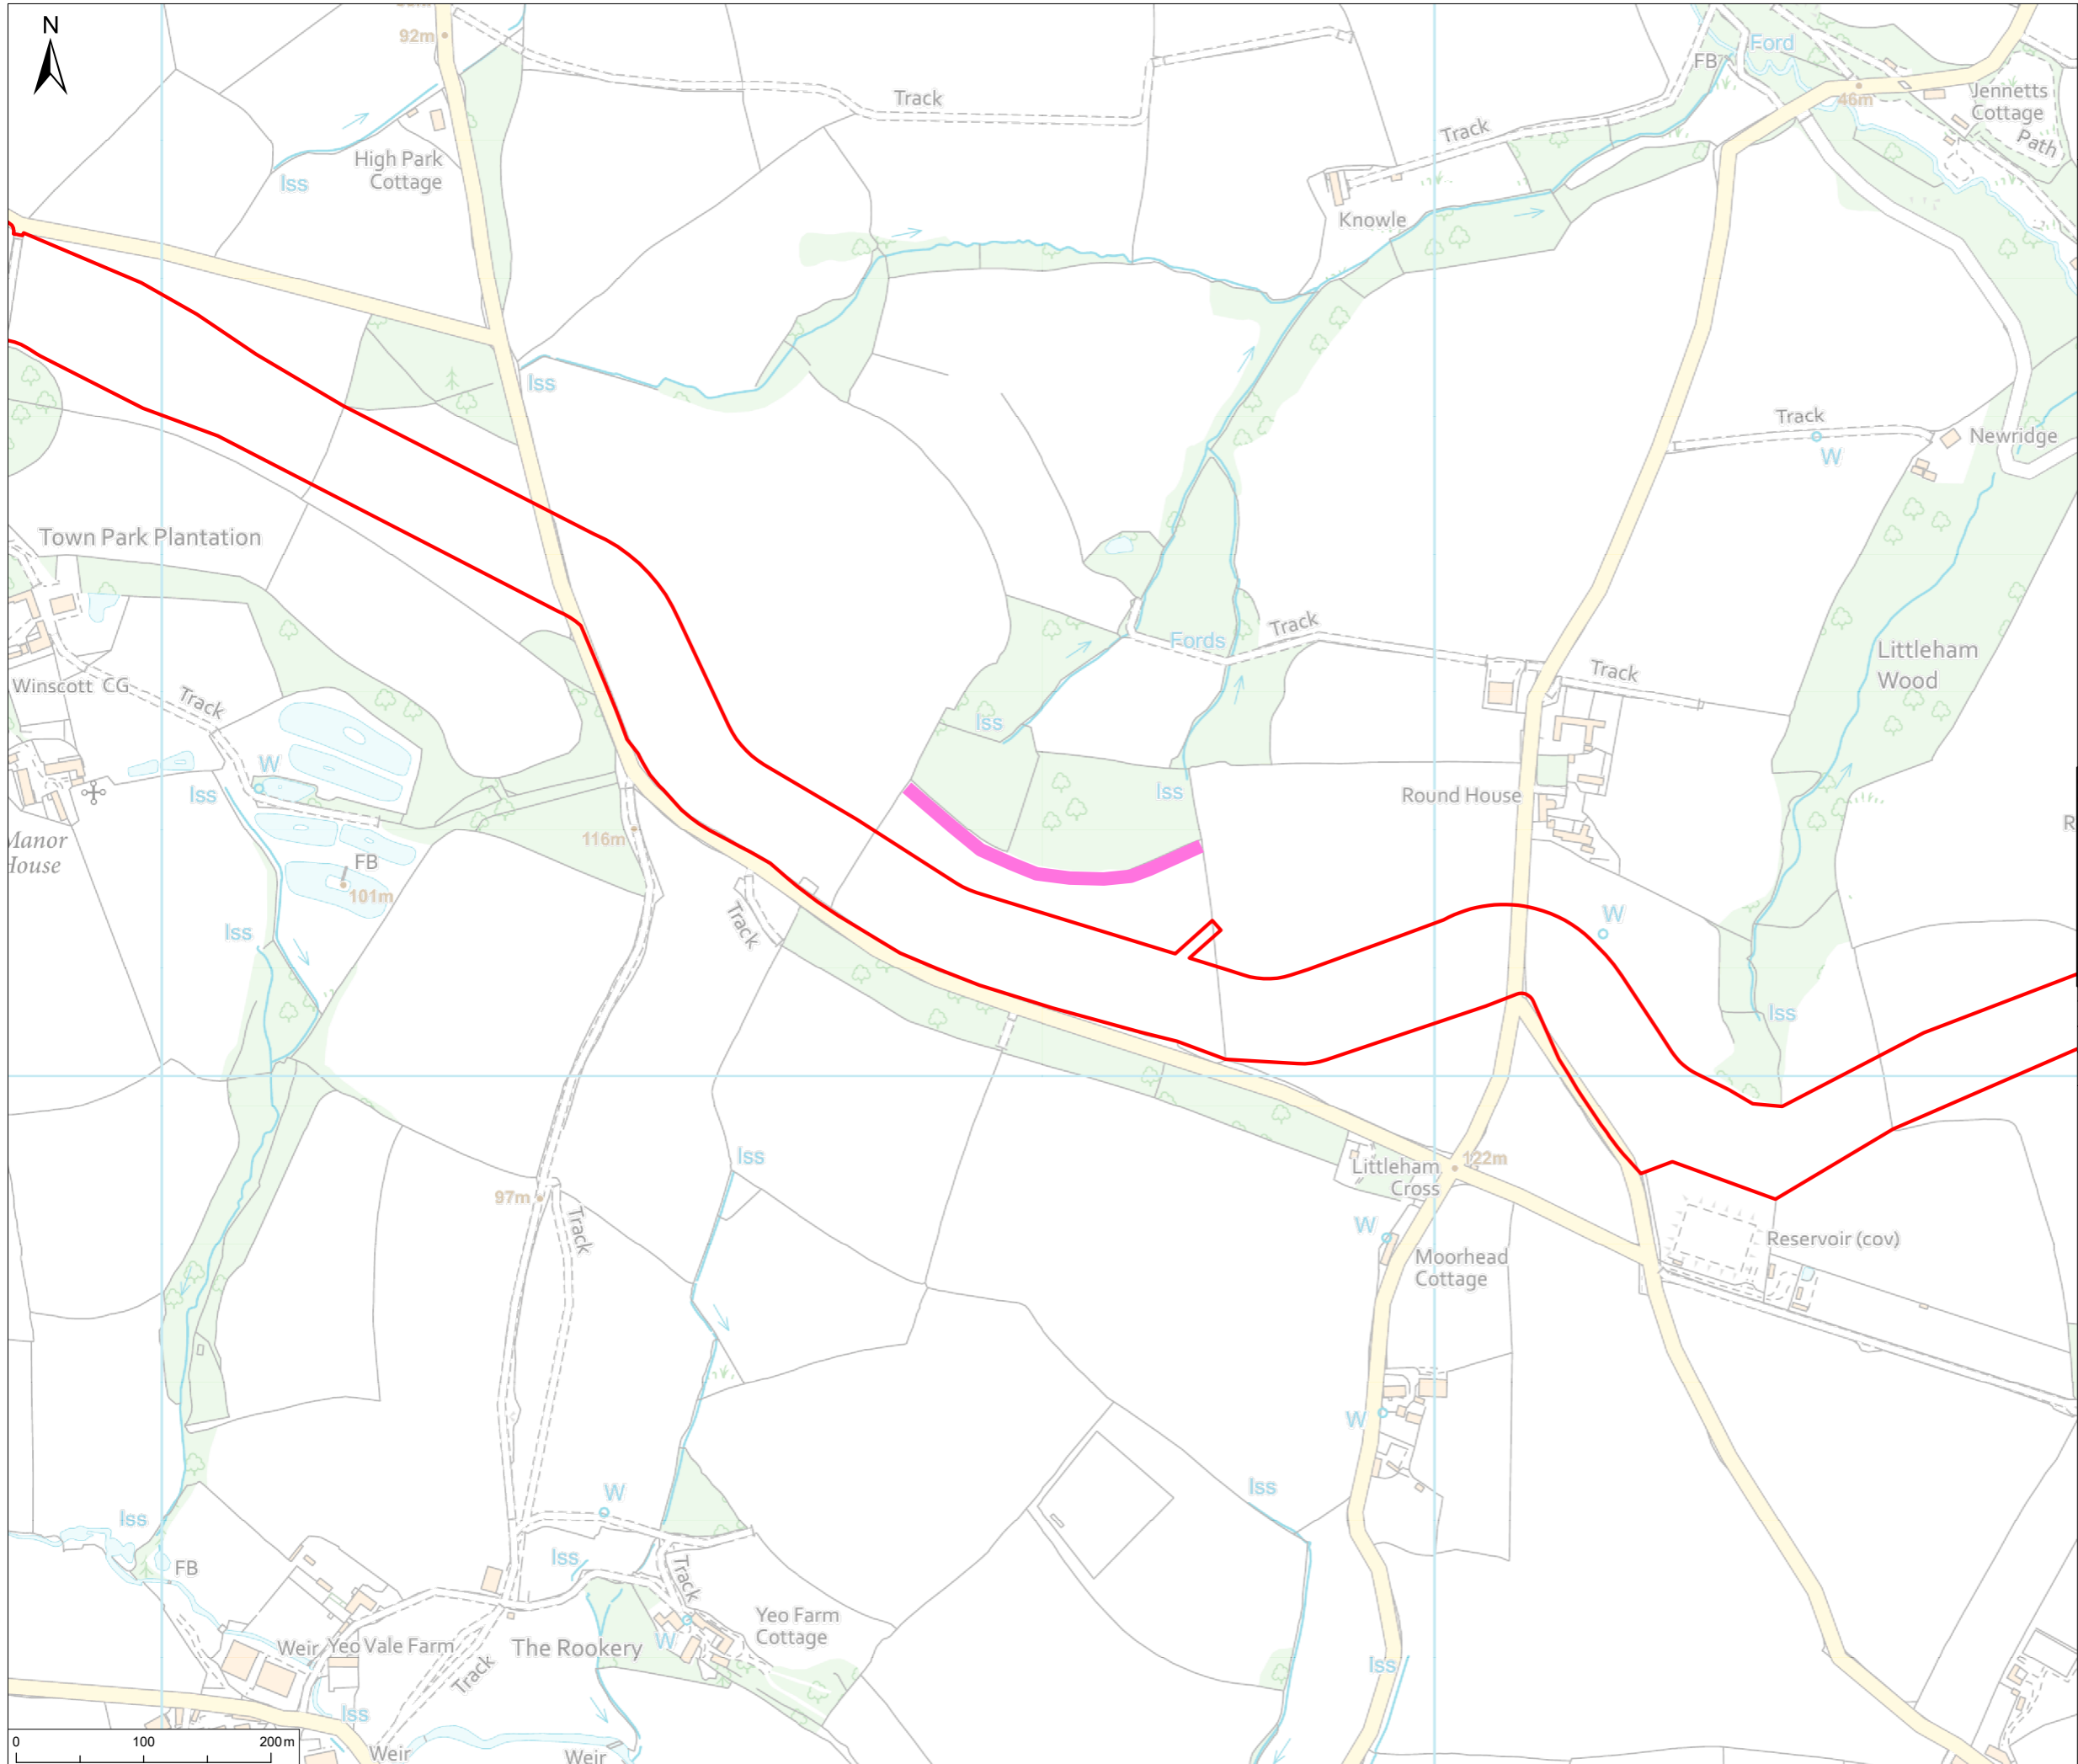 N
92m
Track
FB
Ford
46m
Jennetts
Cottage
Path
Track
High Park
Cottage
Iss
Knowle
Iss
Track
Newridge
W
Town Park Plantation
Fords
Track
Track
Littleham
Wood
Winscott CG
Track
Iss
W
Iss
Iss
Round House
116m
Manor
House
FB
101m
Track
W
Iss
Iss
Iss
Littleham
Cross
122m
97m
Track
W
Moorhead
Cottage
Reservoir (cov)
W
Iss
Iss
W
Iss
FB
Track
Yeo Farm
Cottage
Weir
Yeo Vale Farm
The Rookery
W
Track
Iss
Iss
Weir
Weir
0 100 200m